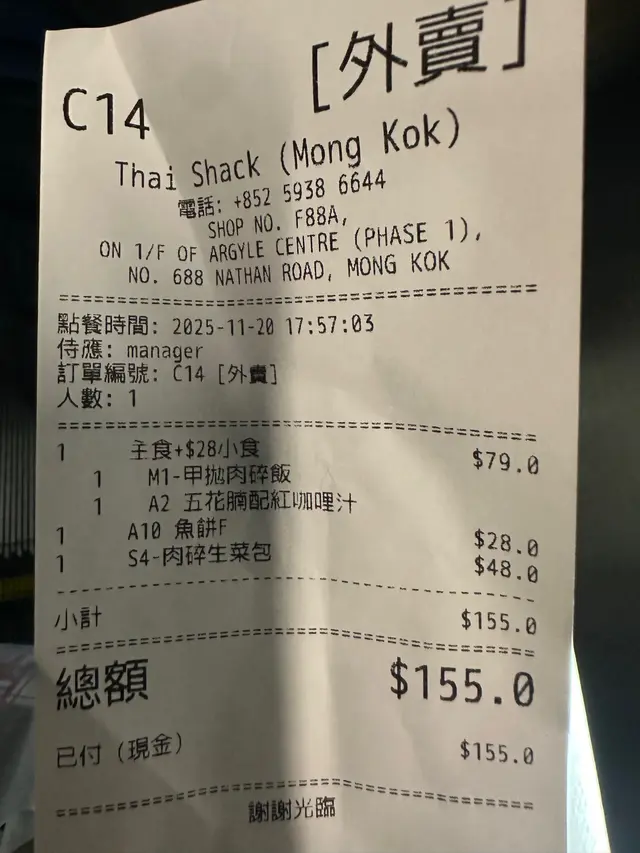 [外賣]
C14
Thai Shack (Mong Kok)
電話: +852 5938 6644
SHOP NO. F88A,
ON 1/F OF ARGYLE CENTRE (PHASE 1),
NO. 688 NATHAN ROAD, MONG KOK
點餐時間: 2025-11-20 17:57:03
侍應: manager
訂單編號: C14 [外賣]
人數: 1
1 主食+$28小食 $79.0
1 M1-甲拋肉碎飯
1 A2 五花腩配紅咖哩汁
1 A10 魚餅F $28.0
1 S4-肉碎生菜包 $48.0
小計 $155.0
總額 $155.0
已付 (現金) $155.0
謝謝光臨